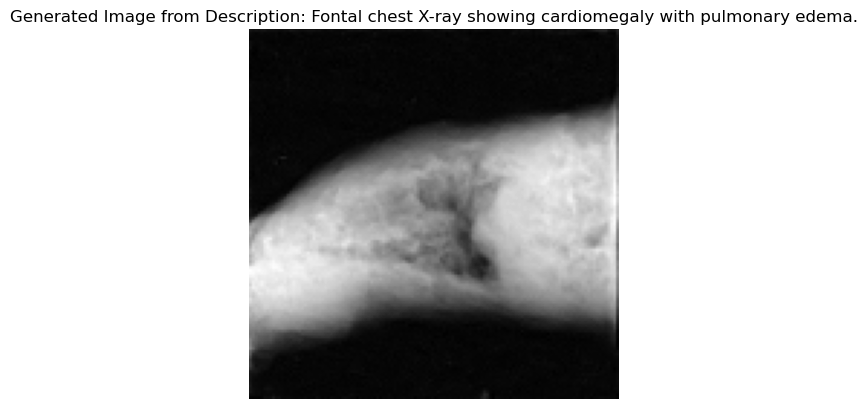 Generated Image from Description: Fontal chest X-ray showing cardiomegaly with pulmonary edema.